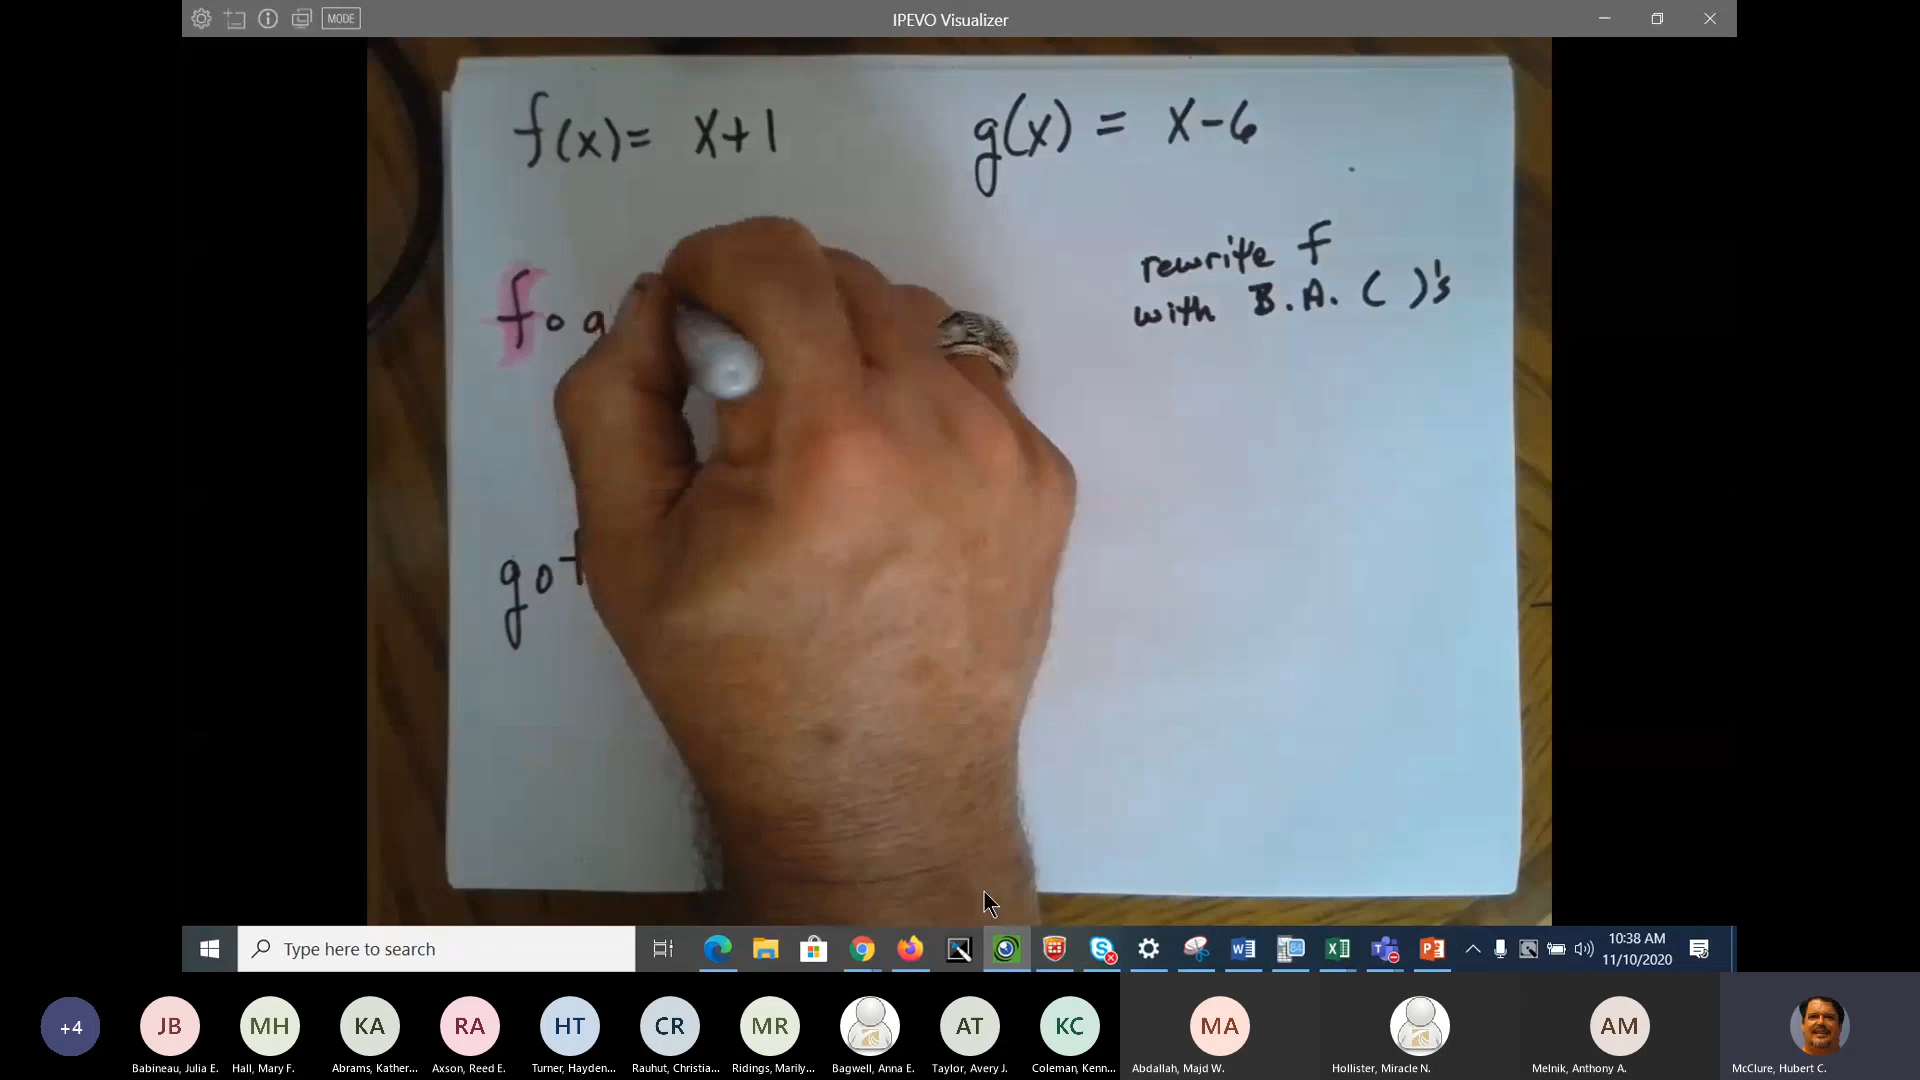 MODE
IPEVO Visualizer
f(x) = x+1
g(x) = x-6
rewrite f
with B.A. ( )'s
f o
g o
Type here to search
84
10:38 AM
11/10/2020
+4
JB
MH
KA
RA
HT
CR
MR
AT
KC
MA
AM
Babineau, Julia E.
Hall, Mary F.
Abrams, Kather...
Axson, Reed E.
Turner, Hayden...
Rauhut, Christia...
Ridings, Marily...
Bagwell, Anna E.
Taylor, Avery J.
Coleman, Kenn...
Abdallah, Majd W.
Hollister, Miracle N.
Melnik, Anthony A.
McClure, Hubert C.